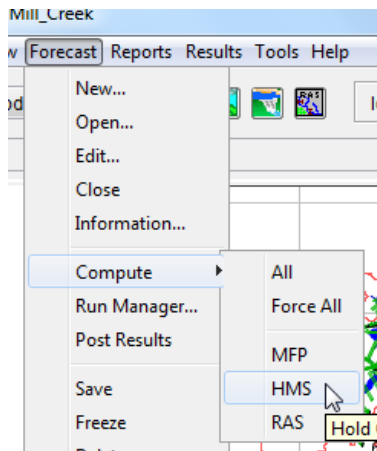 Mill_Creek
Forecast Reports Results Tools Help
New...
Open...
Edit...
Close
Information...
Compute
Run Manager...
Post Results
Save
Freeze
All
Force All
MFP
HMS
RAS
Hold
RAS